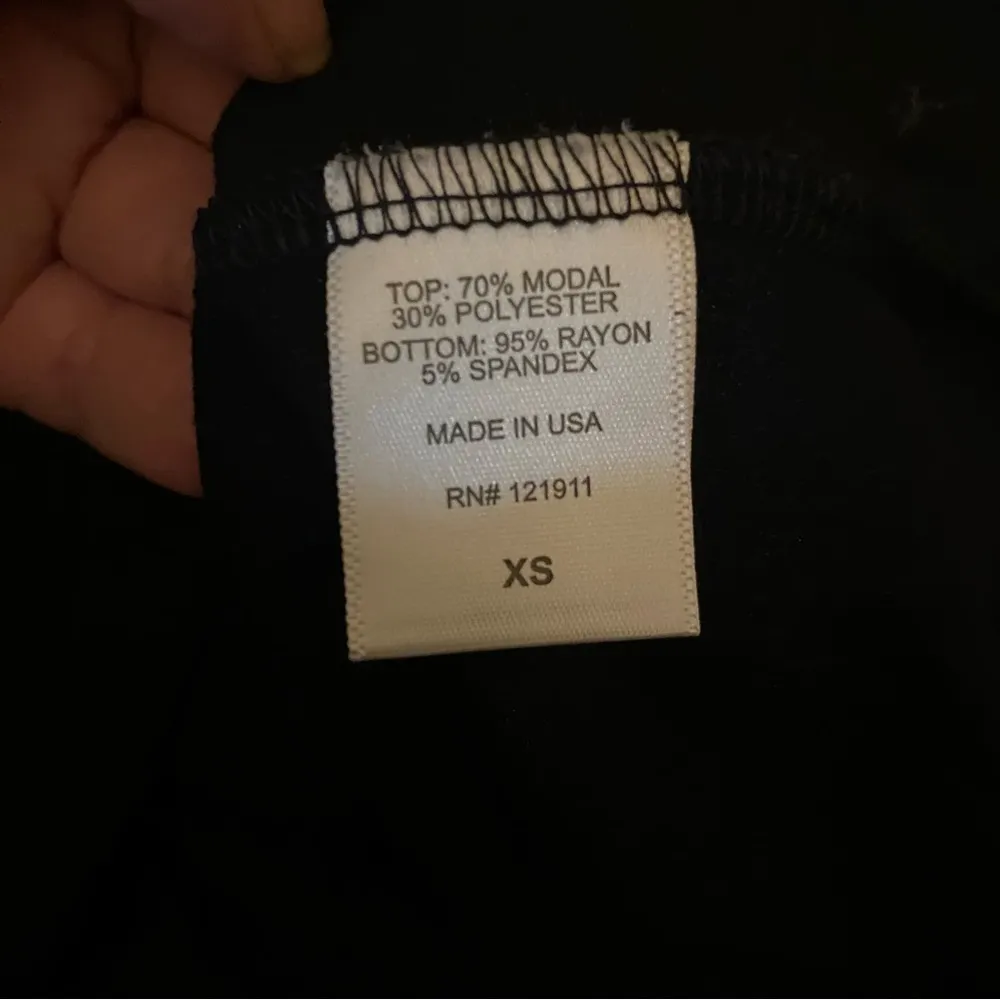 TOP: 70% MODAL
30% POLYESTER
BOTTOM: 95% RAYON
5% SPANDEX
MADE IN USA
RN# 121911
XS